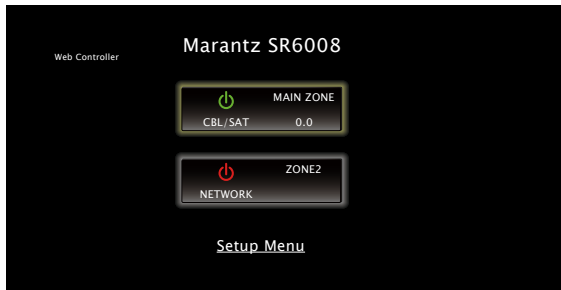 Marantz SR6008
Web Controller
MAIN ZONE
CBL/SAT 0.0
ZONE2
NETWORK
Setup Menu